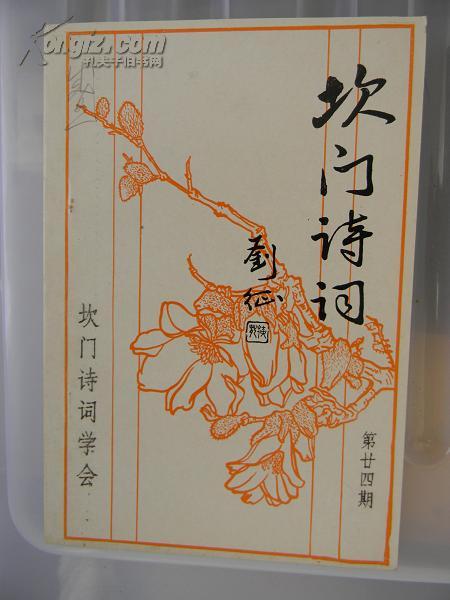 Kongfz.com
孔夫子旧书网
坎门诗词
劉征
坎门诗词学会
第廿四期